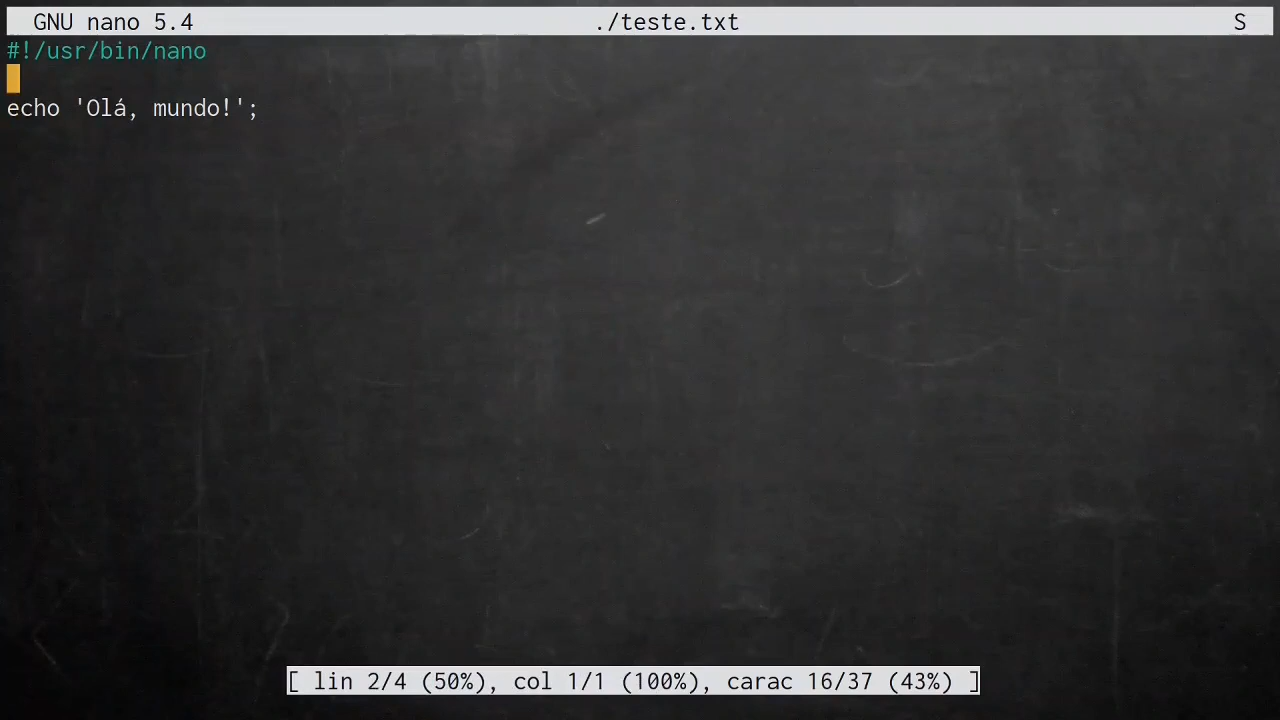 GNU nano 5.4 ./teste.txt S
#!/usr/bin/nano
echo 'Olá, mundo!';
[ lin 2/4 (50%), col 1/1 (100%), carac 16/37 (43%) ]